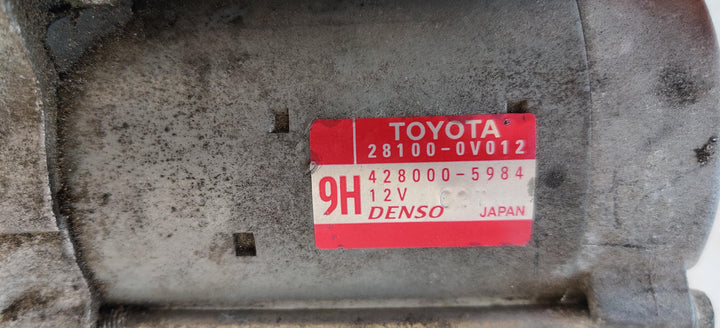 TOYOTA
28100-0V012
9H
428000-5984
12V
DENSO JAPAN